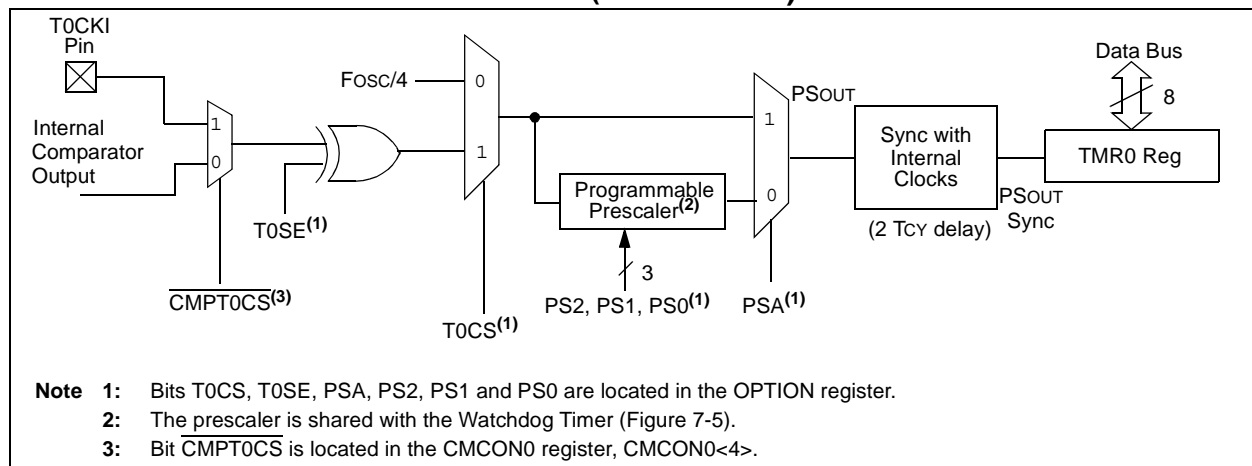 T0CKI
Pin
Internal
Comparator
Output
1
0
CMPT0CS(3)
T0SE(1)
FOSC/4
0
1
T0CS(1)
Programmable
Prescaler(2)
3
PS2, PS1, PS0(1)
1
0
PSA(1)
PSOUT
Sync with
Internal
Clocks
(2 TCY delay)
PSOUT
Sync
Data Bus
8
TMR0 Reg
Note 1: Bits T0CS, T0SE, PSA, PS2, PS1 and PS0 are located in the OPTION register.
2: The prescaler is shared with the Watchdog Timer (Figure 7-5).
3: Bit CMPT0CS is located in the CMCON0 register, CMCON0<4>.